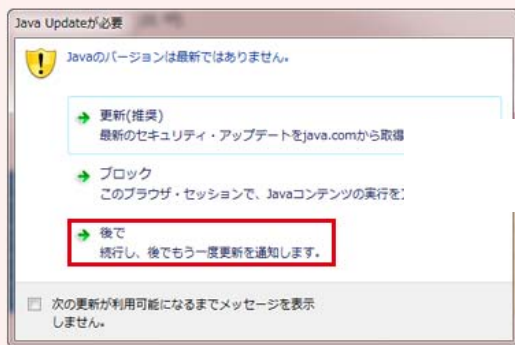 Java Updateが必要
Javaのバージョンは最新ではありません。
更新(推奨)
最新のセキュリティ・アップデートをjava.comから取得
ブロック
このブラウザ・セッションで、Javaコンテンツの実行を
後で
続行し、後でもう一度更新を通知します。
次の更新が利用可能になるまでメッセージを表示
しません。